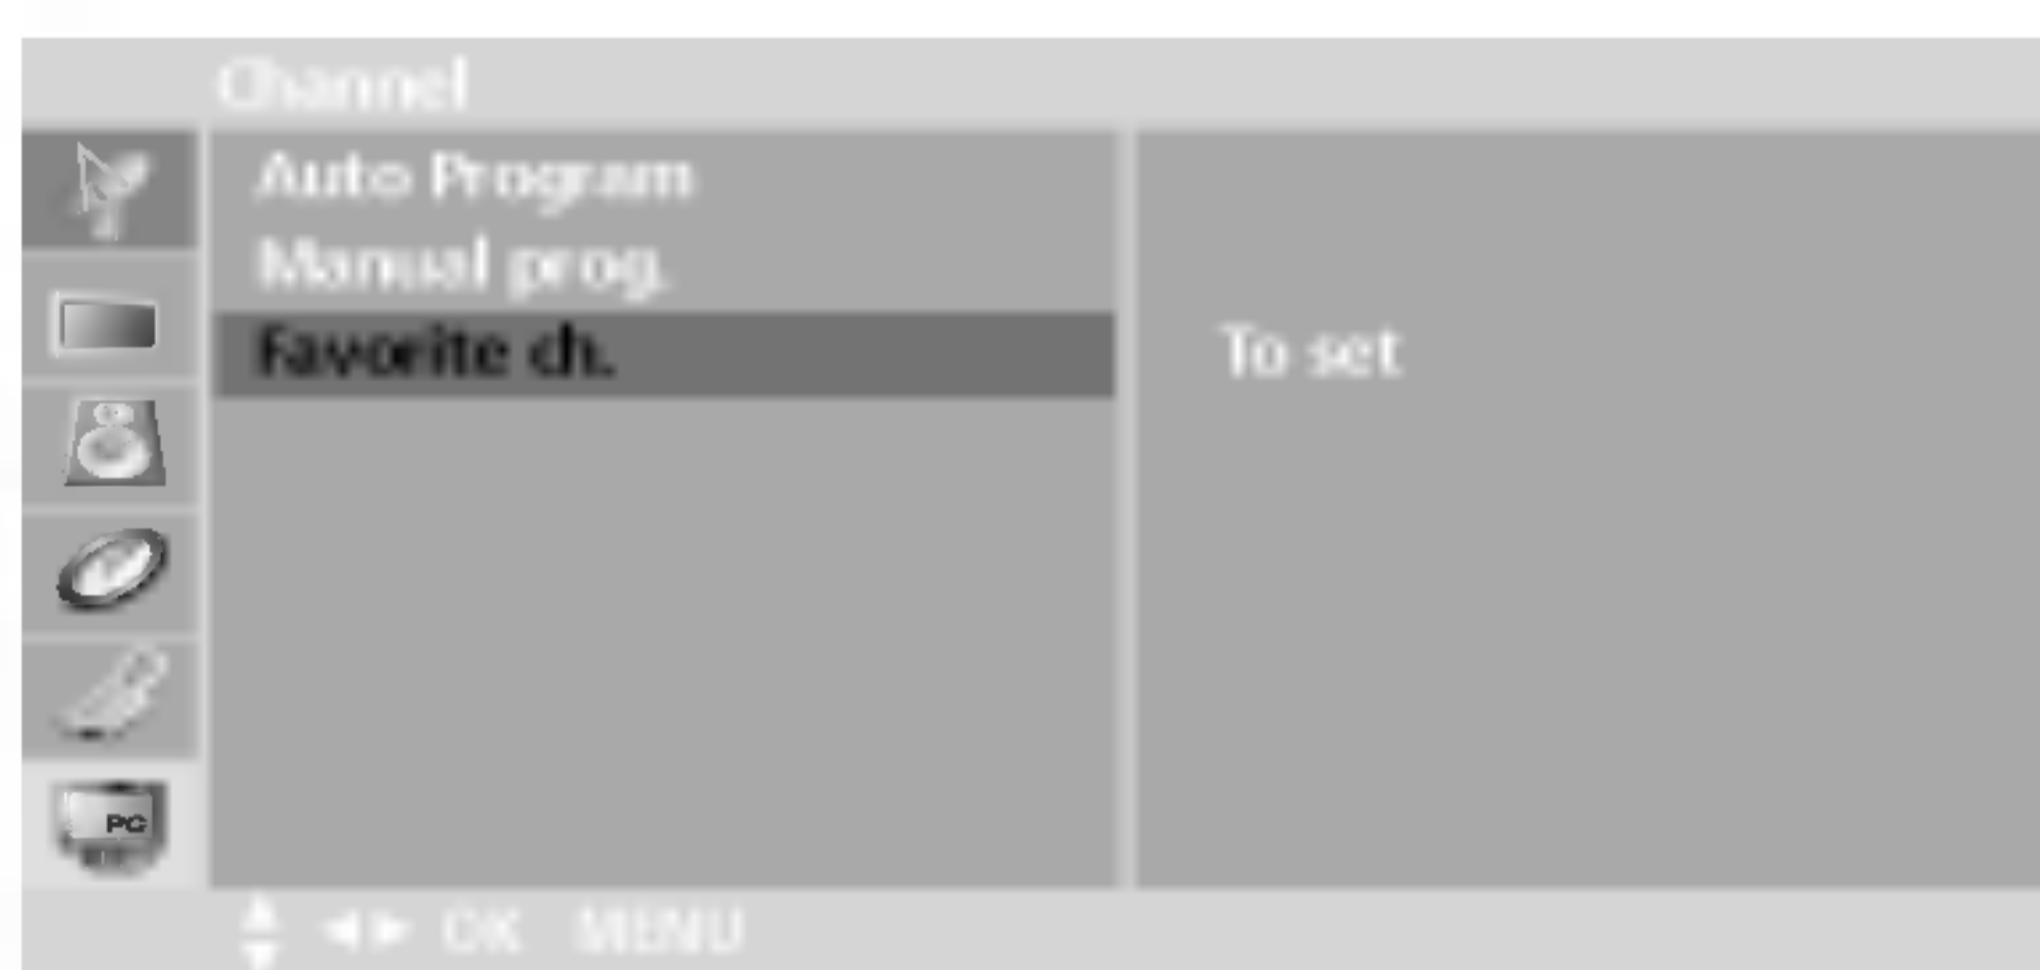 Channel
Auto Program
Manual prog.
Favorite ch.
To set
PC
OK MENU